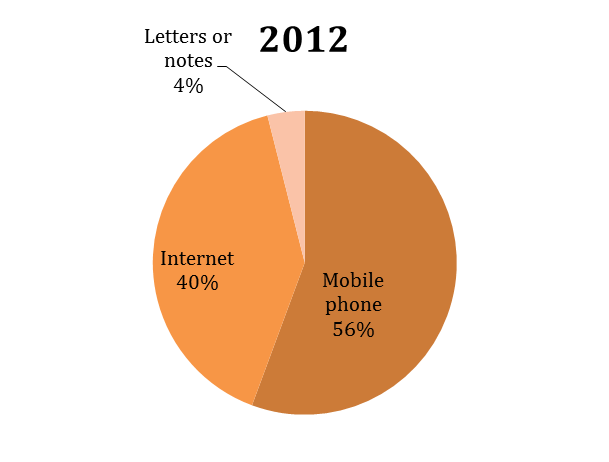 2012
Letters or
notes
4%
Internet
40%
Mobile
phone
56%